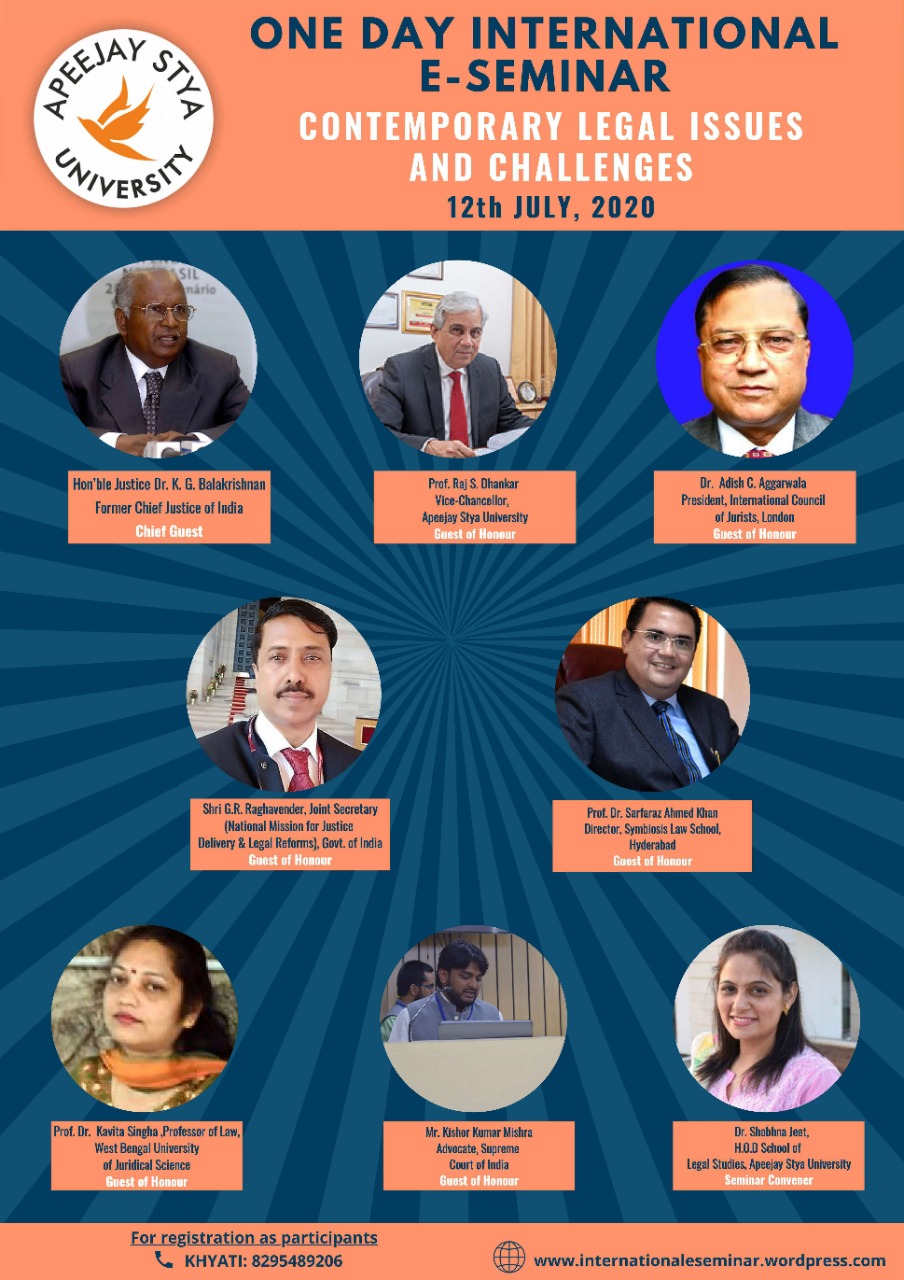 APEEJAY STYA
UNIVERSITY
ONE DAY INTERNATIONAL
E-SEMINAR
CONTEMPORARY LEGAL ISSUES
AND CHALLENGES
12th JULY, 2020
Hon'ble Justice Dr. K. G. Balakrishnan
Former Chief Justice of India
Chief Guest
Prof. Raj S. Dhankar
Vice-Chancellor,
Apeejay Stya University
Guest of Honour
Dr. Adish C. Aggarwala
President, International Council
of Jurists, London
Guest of Honour
Shri G.R. Raghavender, Joint Secretary
(National Mission for Justice
Delivery & Legal Reforms), Govt. of India
Guest of Honour
Prof. Dr. Sarfaraz Ahmed Khan
Director, Symbiosis Law School,
Hyderabad
Guest of Honour
Prof. Dr. Kavita Singha ,Professor of Law,
West Bengal University
of Juridical Science
Guest of Honour
Mr. Kishor Kumar Mishra
Advocate, Supreme
Court of India
Guest of Honour
Dr. Shobhna Jeet,
H.O.D School of
Legal Studies, Apeejay Stya University
Seminar Convener
For registration as participants
KHYATI: 8295489206
www.internationaleseminar.wordpress.com